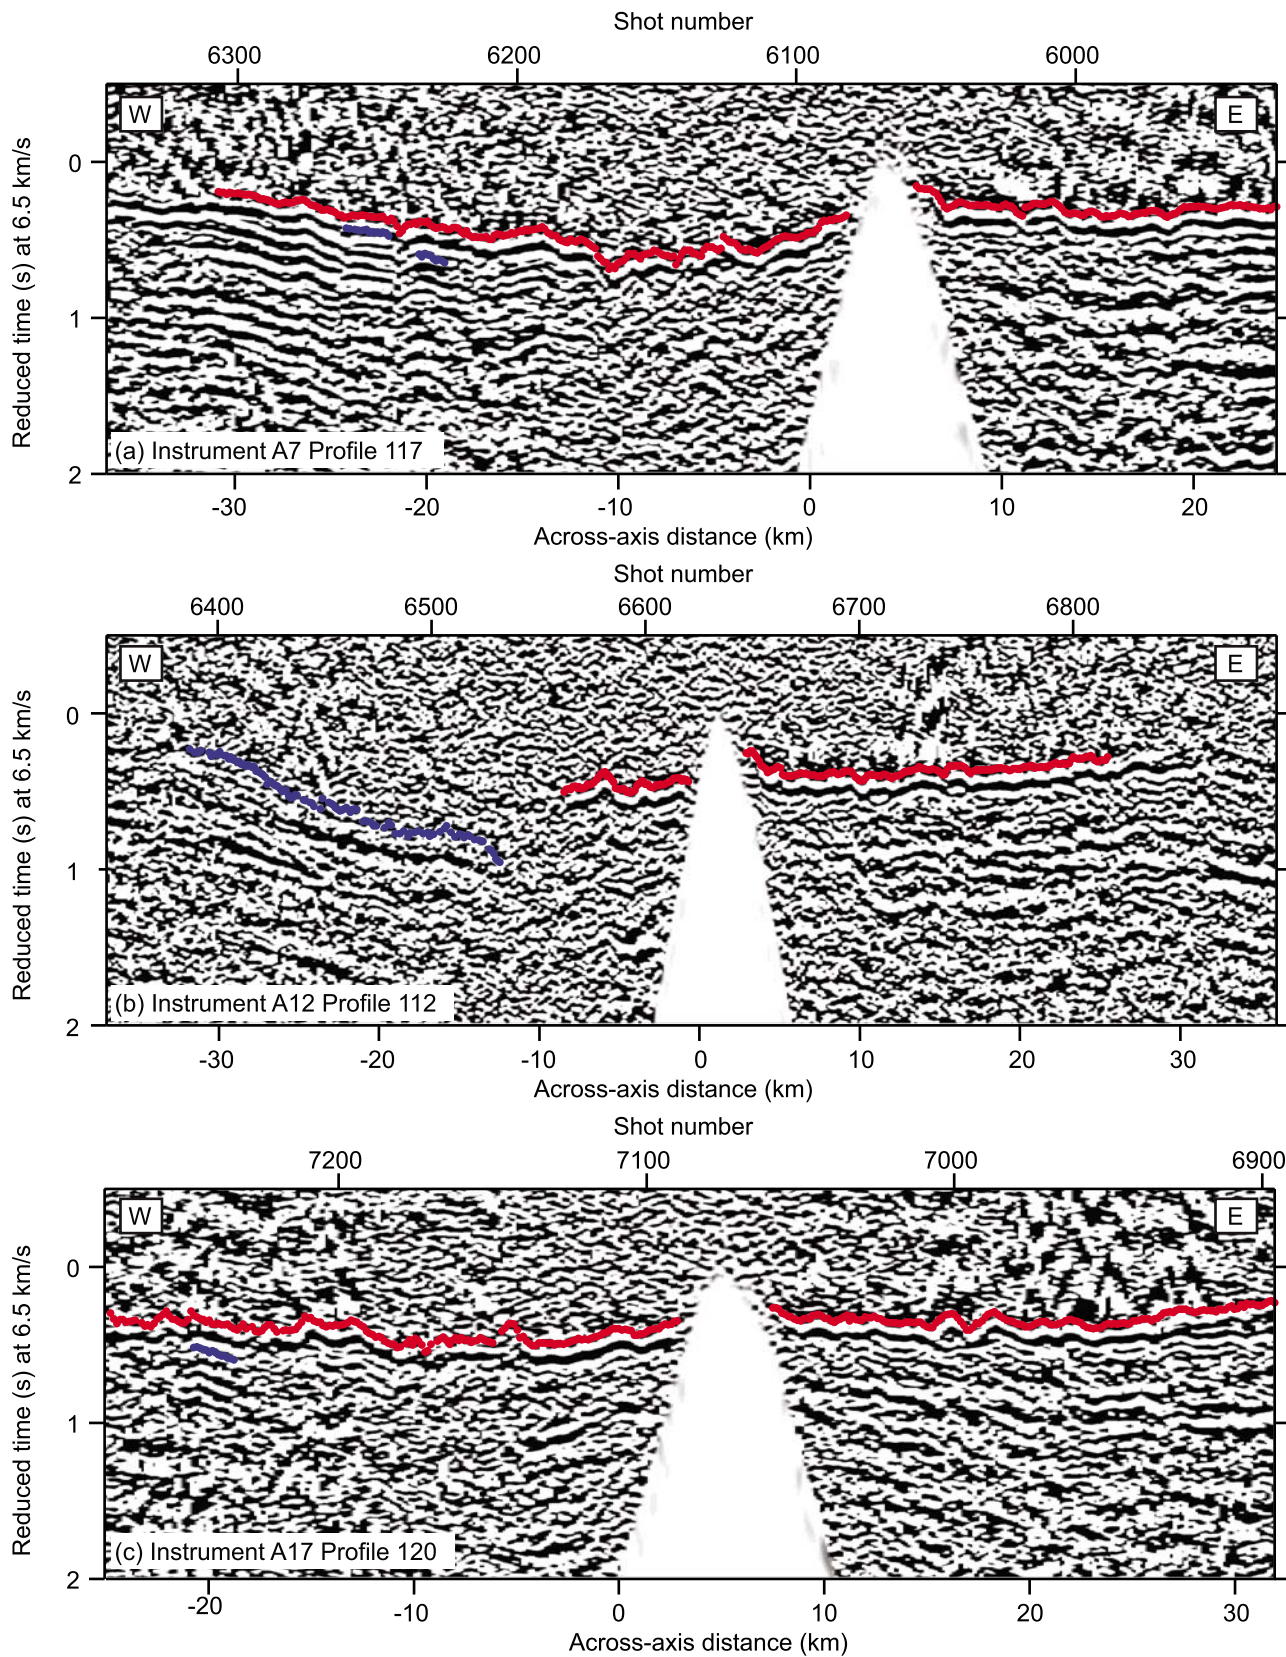 Shot number
6300 6200 6100 6000
W E
Reduced time (s) at 6.5 km/s
0
1
2
(a) Instrument A7 Profile 117
-30 -20 -10 0 10 20
Across-axis distance (km)
Shot number
6400 6500 6600 6700 6800
W E
Reduced time (s) at 6.5 km/s
0
1
2
(b) Instrument A12 Profile 112
-30 -20 -10 0 10 20 30
Across-axis distance (km)
Shot number
7200 7100 7000 6900
W E
Reduced time (s) at 6.5 km/s
0
1
2
(c) Instrument A17 Profile 120
-20 -10 0 10 20 30
Across-axis distance (km)